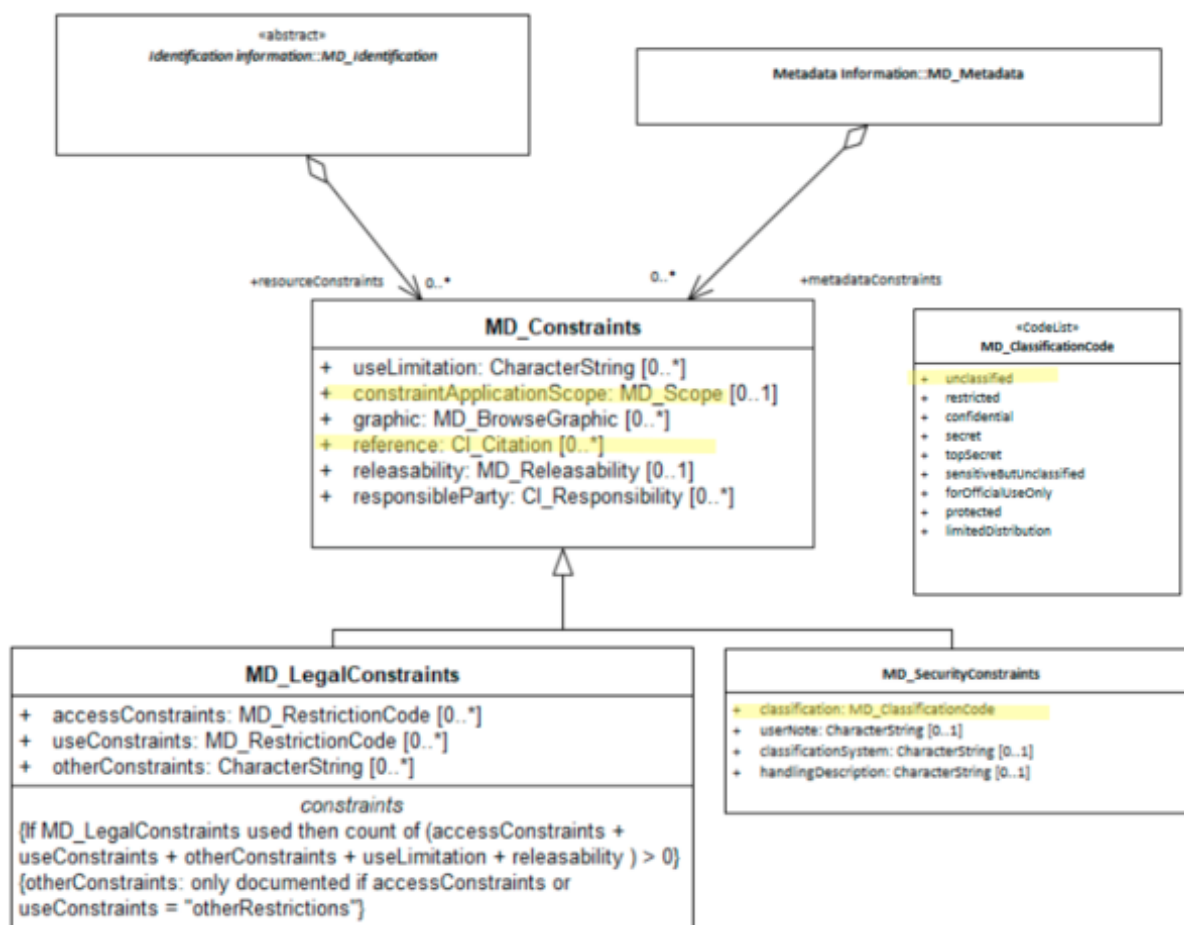 «abstract»
Identification information::MD_Identification
Metadata Information::MD_Metadata
+resourceConstraints
0..*
0..*
+metadataConstraints
MD_Constraints
+ useLimitation: CharacterString [0..*]
+ constraintApplicationScope: MD_Scope [0..1]
+ graphic: MD_BrowseGraphic [0..*]
+ reference: CI_Citation [0..*]
+ releasability: MD_Releasability [0..1]
+ responsibleParty: CI_Responsibility [0..*]
«CodeList»
MD_ClassificationCode
+ unclassified
+ restricted
+ confidential
+ secret
+ topSecret
+ sensitiveButUnclassified
+ forOfficialUseOnly
+ protected
+ limitedDistribution
MD_LegalConstraints
+ accessConstraints: MD_RestrictionCode [0..*]
+ useConstraints: MD_RestrictionCode [0..*]
+ otherConstraints: CharacterString [0..*]
constraints
{If MD_LegalConstraints used then count of (accessConstraints +
useConstraints + otherConstraints + useLimitation + releasability ) > 0}
{otherConstraints: only documented if accessConstraints or
useConstraints = "otherRestrictions"}
MD_SecurityConstraints
+ classification: MD_ClassificationCode
+ userNote: CharacterString [0..1]
+ classificationSystem: CharacterString [0..1]
+ handlingDescription: CharacterString [0..1]